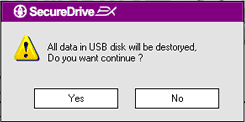 SecureDrive EX
All data in USB disk will be destoryed,
Do you want continue ?
Yes
No